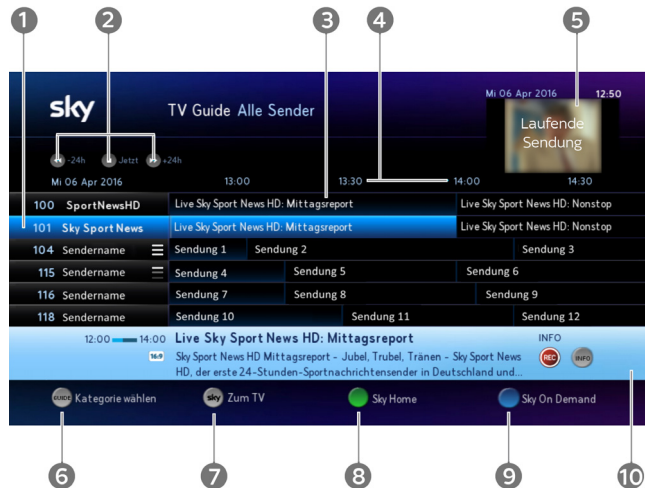 1 2 3 4 5
Mi 06 Apr 2016 12:50
sky TV Guide Alle Sender
Laufende
Sendung
-24h Jetzt +24h
Mi 06 Apr 2016 13:00 13:30 14:00 14:30
100 SportNewsHD Live Sky Sport News HD: Mittagsreport Live Sky Sport News HD: Nonstop
101 Sky Sport News Live Sky Sport News HD: Mittagsreport Live Sky Sport News HD: Nonstop
104 Sendername Sendung 1 Sendung 2 Sendung 3
115 Sendername Sendung 4 Sendung 5 Sendung 6
116 Sendername Sendung 7 Sendung 8 Sendung 9
118 Sendername Sendung 10 Sendung 11 Sendung 12
12:00 14:00 Live Sky Sport News HD: Mittagsreport INFO
16:9 Sky Sport News HD Mittagsreport - Jubel, Trubel, Tränen - Sky Sport News REC INFO
HD, der erste 24-Stunden-Sportnachrichtensender in Deutschland und...
GUIDE Kategorie wählen sky Zum TV Sky Home Sky On Demand
6 7 8 9 10